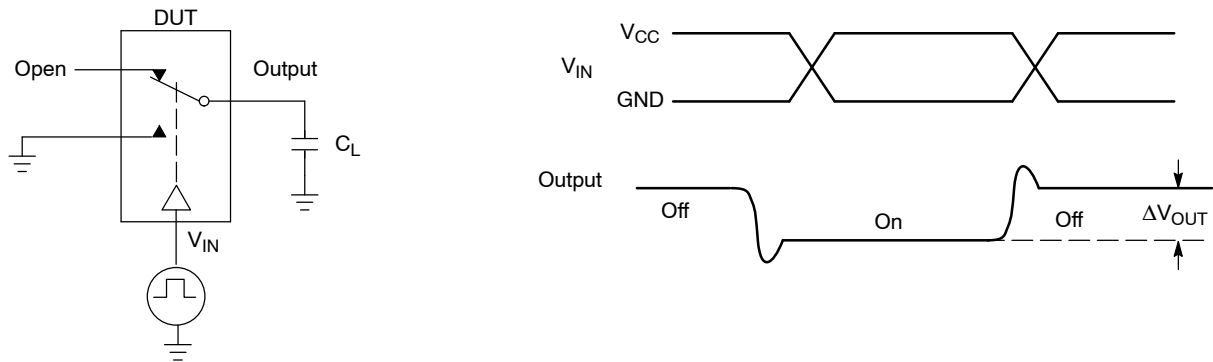 DUT
Open
Output
C_L
V_IN
V_CC
V_IN
GND
Output
Off
On
Off
ΔV_OUT